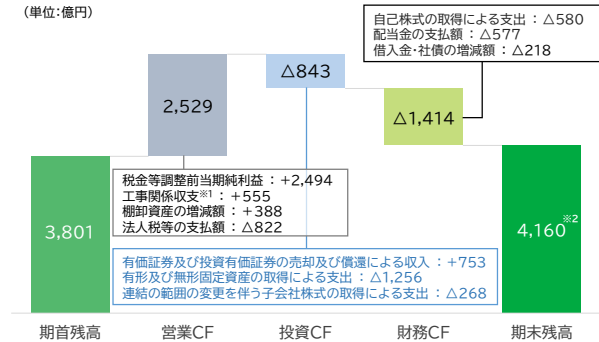 (単位:億円)
自己株式の取得による支出 : △580
配当金の支払額 : △577
借入金・社債の増減額 : △218
△843
2,529
△1,414
税金等調整前当期純利益 : +2,494
工事関係収支※1 : +555
棚卸資産の増減額 : +388
法人税等の支払額 : △822
3,801
4,160※2
有価証券及び投資有価証券の売却及び償還による収入 : +753
有形及び無形固定資産の取得による支出 : △1,256
連結の範囲の変更を伴う子会社株式の取得による支出 : △268
期首残高
営業CF
投資CF
財務CF
期末残高